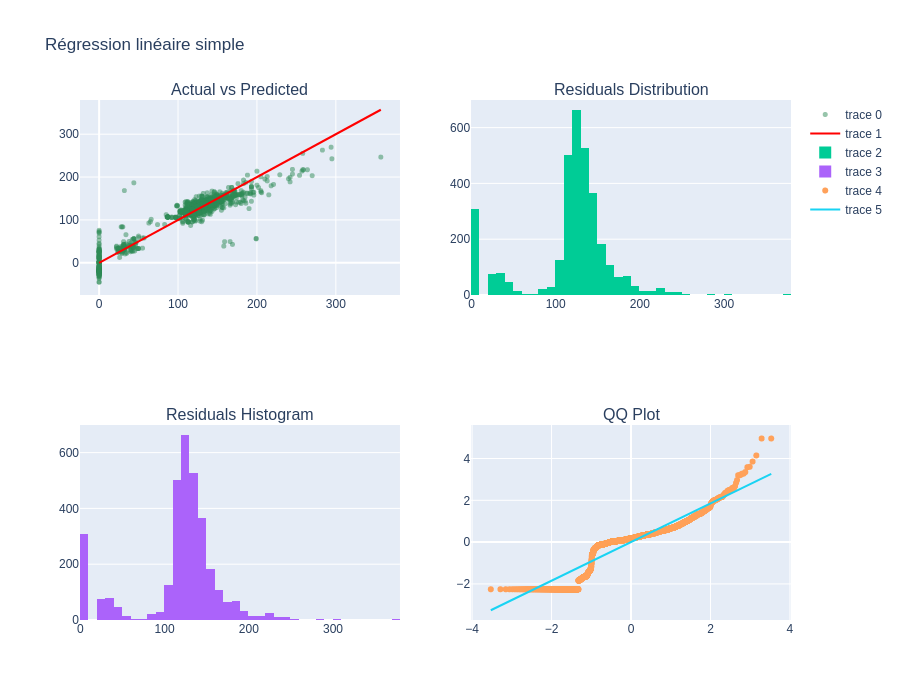 Régression linéaire simple
Actual vs Predicted
300
200
100
0
0 100 200 300
Residuals Distribution
600
400
200
0
0 100 200 300
trace 0
trace 1
trace 2
trace 3
trace 4
trace 5
Residuals Histogram
600
400
200
0
0 100 200 300
QQ Plot
4
2
0
−2
−4 −2 0 2 4